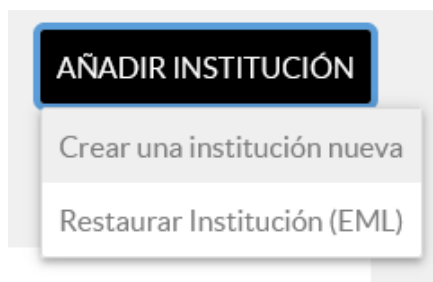 AÑADIR INSTITUCIÓN
Crear una institución nueva
Restaurar Institución (EML)